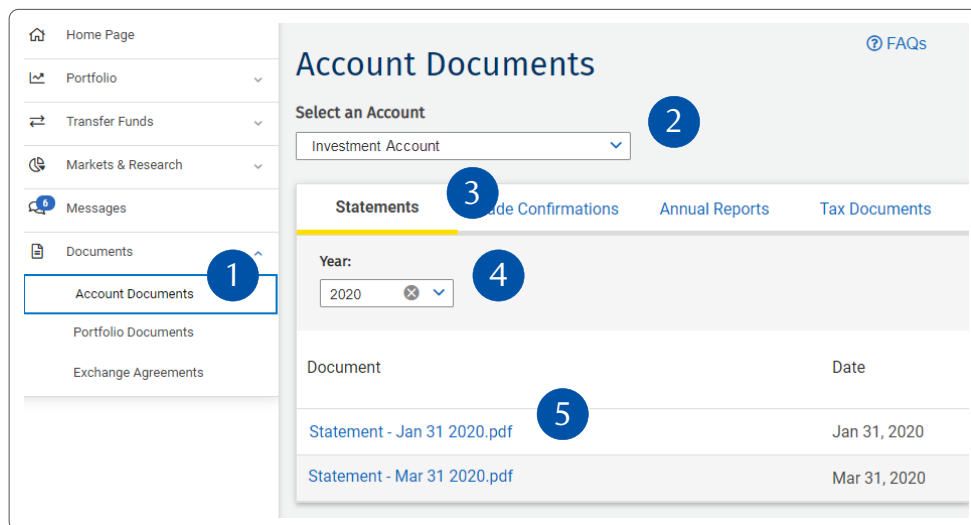 Home Page
Portfolio
Transfer Funds
Markets & Research
6
Messages
Documents
1
Account Documents
Portfolio Documents
Exchange Agreements
FAQs
Account Documents
Select an Account
2
Investment Account
3
Statements
Confirmations
Annual Reports
Tax Documents
Year:
4
2020
Document
Date
5
Statement - Jan 31 2020.pdf
Jan 31, 2020
Statement - Mar 31 2020.pdf
Mar 31, 2020